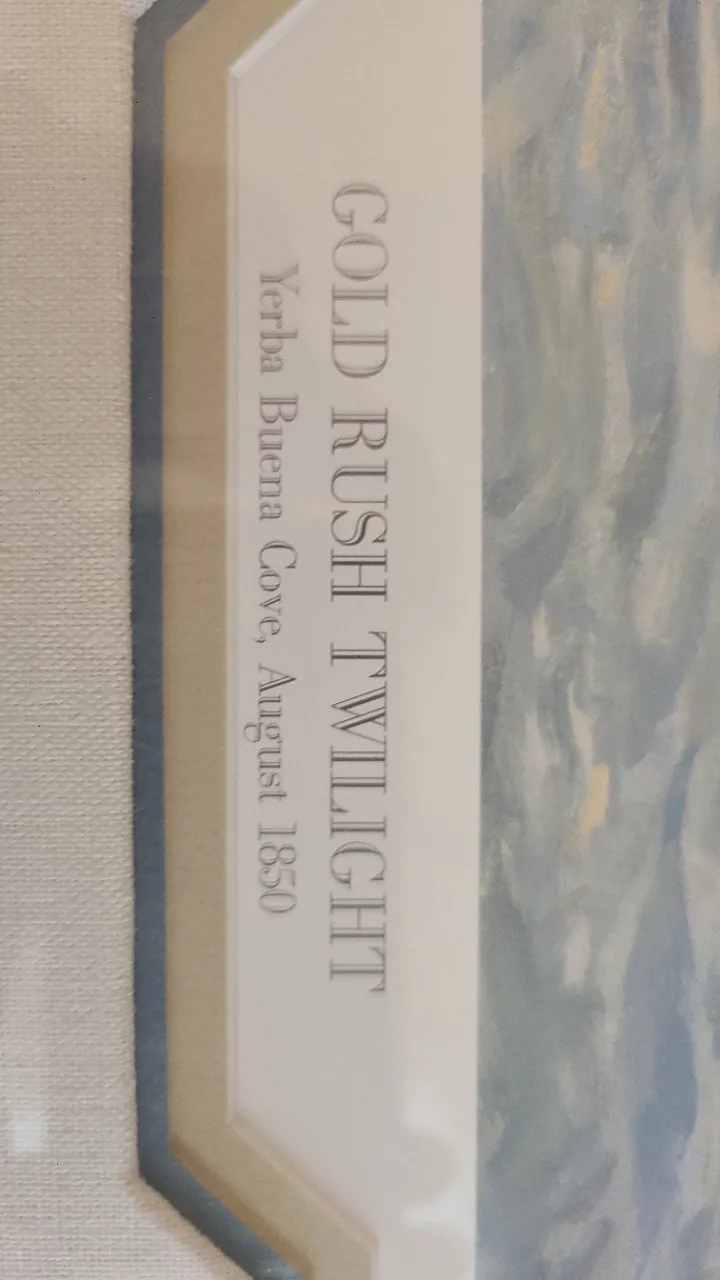 GOLD RUSH TWILIGHT
Yerba Buena Cove, August 1850